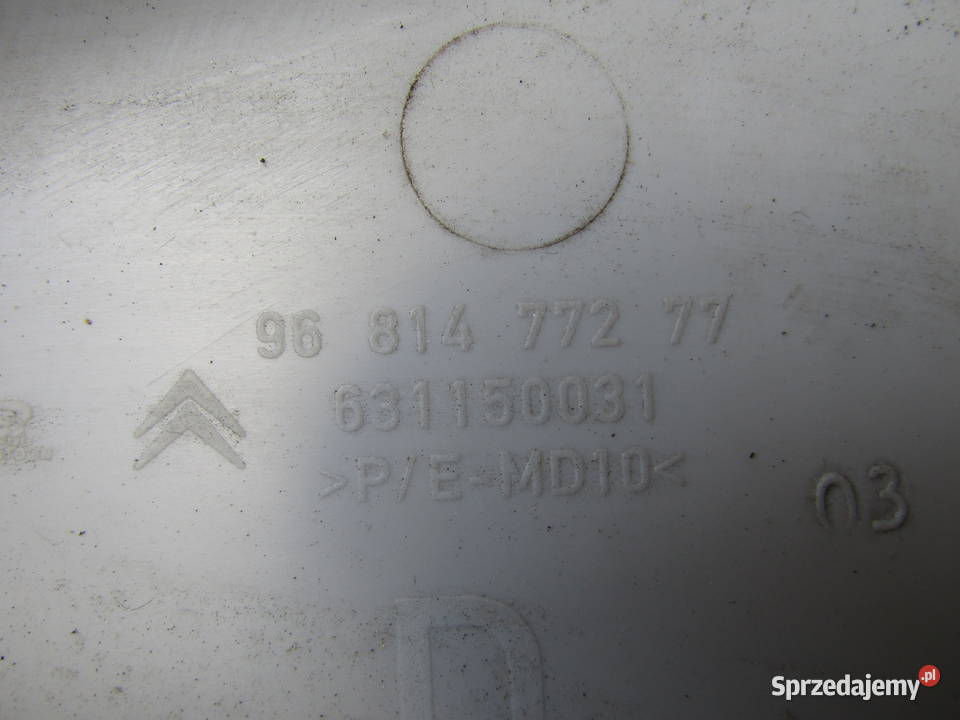 96 814 772 77
631150031
>P/E-MD10<
03
D
Sprzedajemy.pl